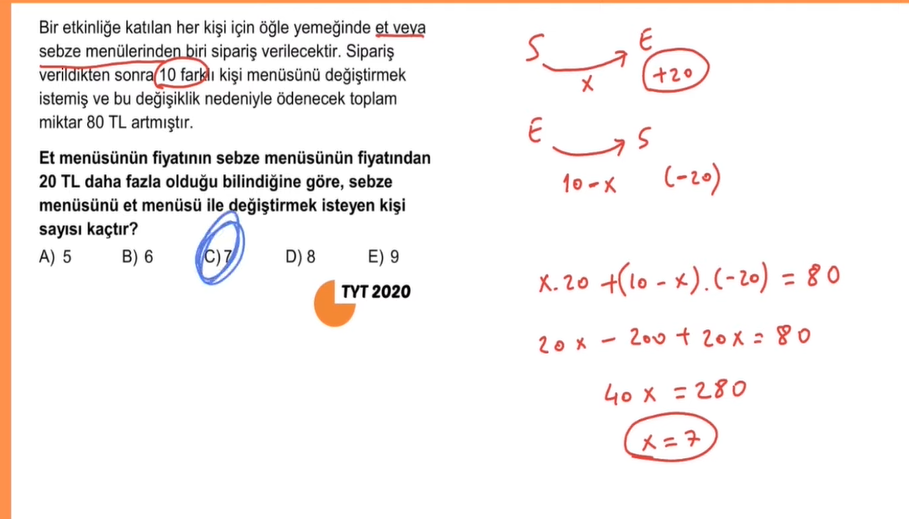 Bir etkinliğe katılan her kişi için öğle yemeğinde et veya
sebze menülerinden biri sipariş verilecektir. Sipariş
verildikten sonra 10 farklı kişi menüsünü değiştirmek
istemiş ve bu değişiklik nedeniyle ödenecek toplam
miktar 80 TL artmıştır.
Et menüsünün fiyatının sebze menüsünün fiyatından
20 TL daha fazla olduğu bilindiğine göre, sebze
menüsünü et menüsü ile değiştirmek isteyen kişi
sayısı kaçtır?
A) 5 B) 6 C) 7 D) 8 E) 9
TYT 2020
S E
x +20
E S
10-x (-20)
x.20 +(10-x).(-20) = 80
20x - 200 + 20x = 80
40x = 280
x = 7